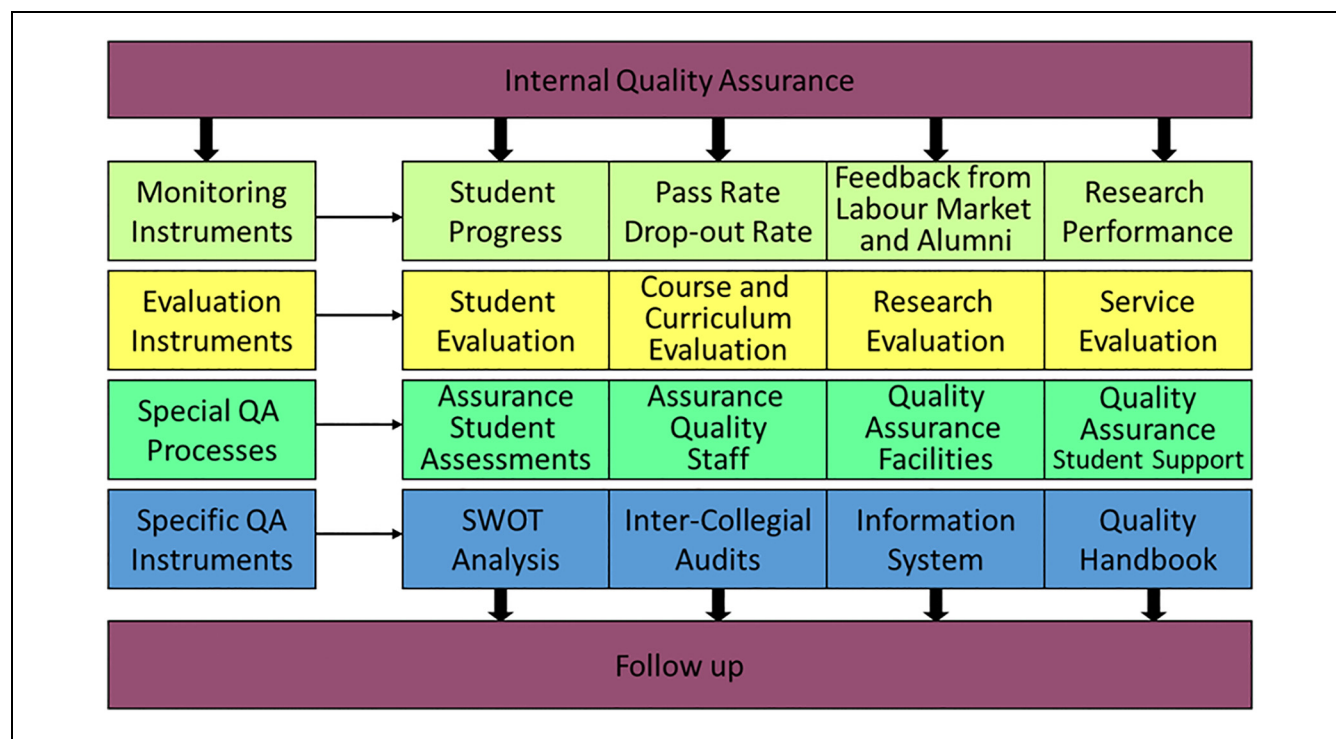 Internal Quality Assurance
Monitoring
Instruments
Student
Progress
Pass Rate
Drop-out Rate
Feedback from
Labour Market
and Alumni
Research
Performance
Evaluation
Instruments
Student
Evaluation
Course and
Curriculum
Evaluation
Research
Evaluation
Service
Evaluation
Special QA
Processes
Assurance
Student
Assessments
Assurance
Quality
Staff
Quality
Assurance
Facilities
Quality
Assurance
Student Support
Specific QA
Instruments
SWOT
Analysis
Inter-Collegial
Audits
Information
System
Quality
Handbook
Follow up